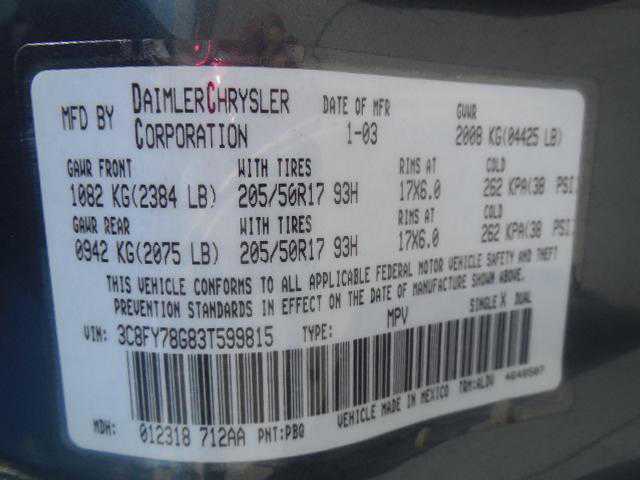 MFD BY DAIMLERCHRYSLER CORPORATION DATE OF MFR 1-03 GVWR 2008 KG(04425 LB)
GAWR FRONT WITH TIRES RIMS AT COLD
1082 KG(2384 LB) 205/50R17 93H 17X6.0 262 KPA(38 PSI)
GAWR REAR WITH TIRES RIMS AT COLD
0942 KG(2075 LB) 205/50R17 93H 17X6.0 262 KPA(38 PSI
THIS VEHICLE CONFORMS TO ALL APPLICABLE FEDERAL MOTOR VEHICLE SAFETY AND THEFT
PREVENTION STANDARDS IN EFFECT ON THE DATE OF MANUFACTURE SHOWN ABOVE.
VIN: 3C8FY78G83T599815 TYPE: MPV SINGLE X DUAL
VEHICLE MADE IN MEXICO TRM:ALDV 4648507
MDH: 012318 712AA PNT:PBQ